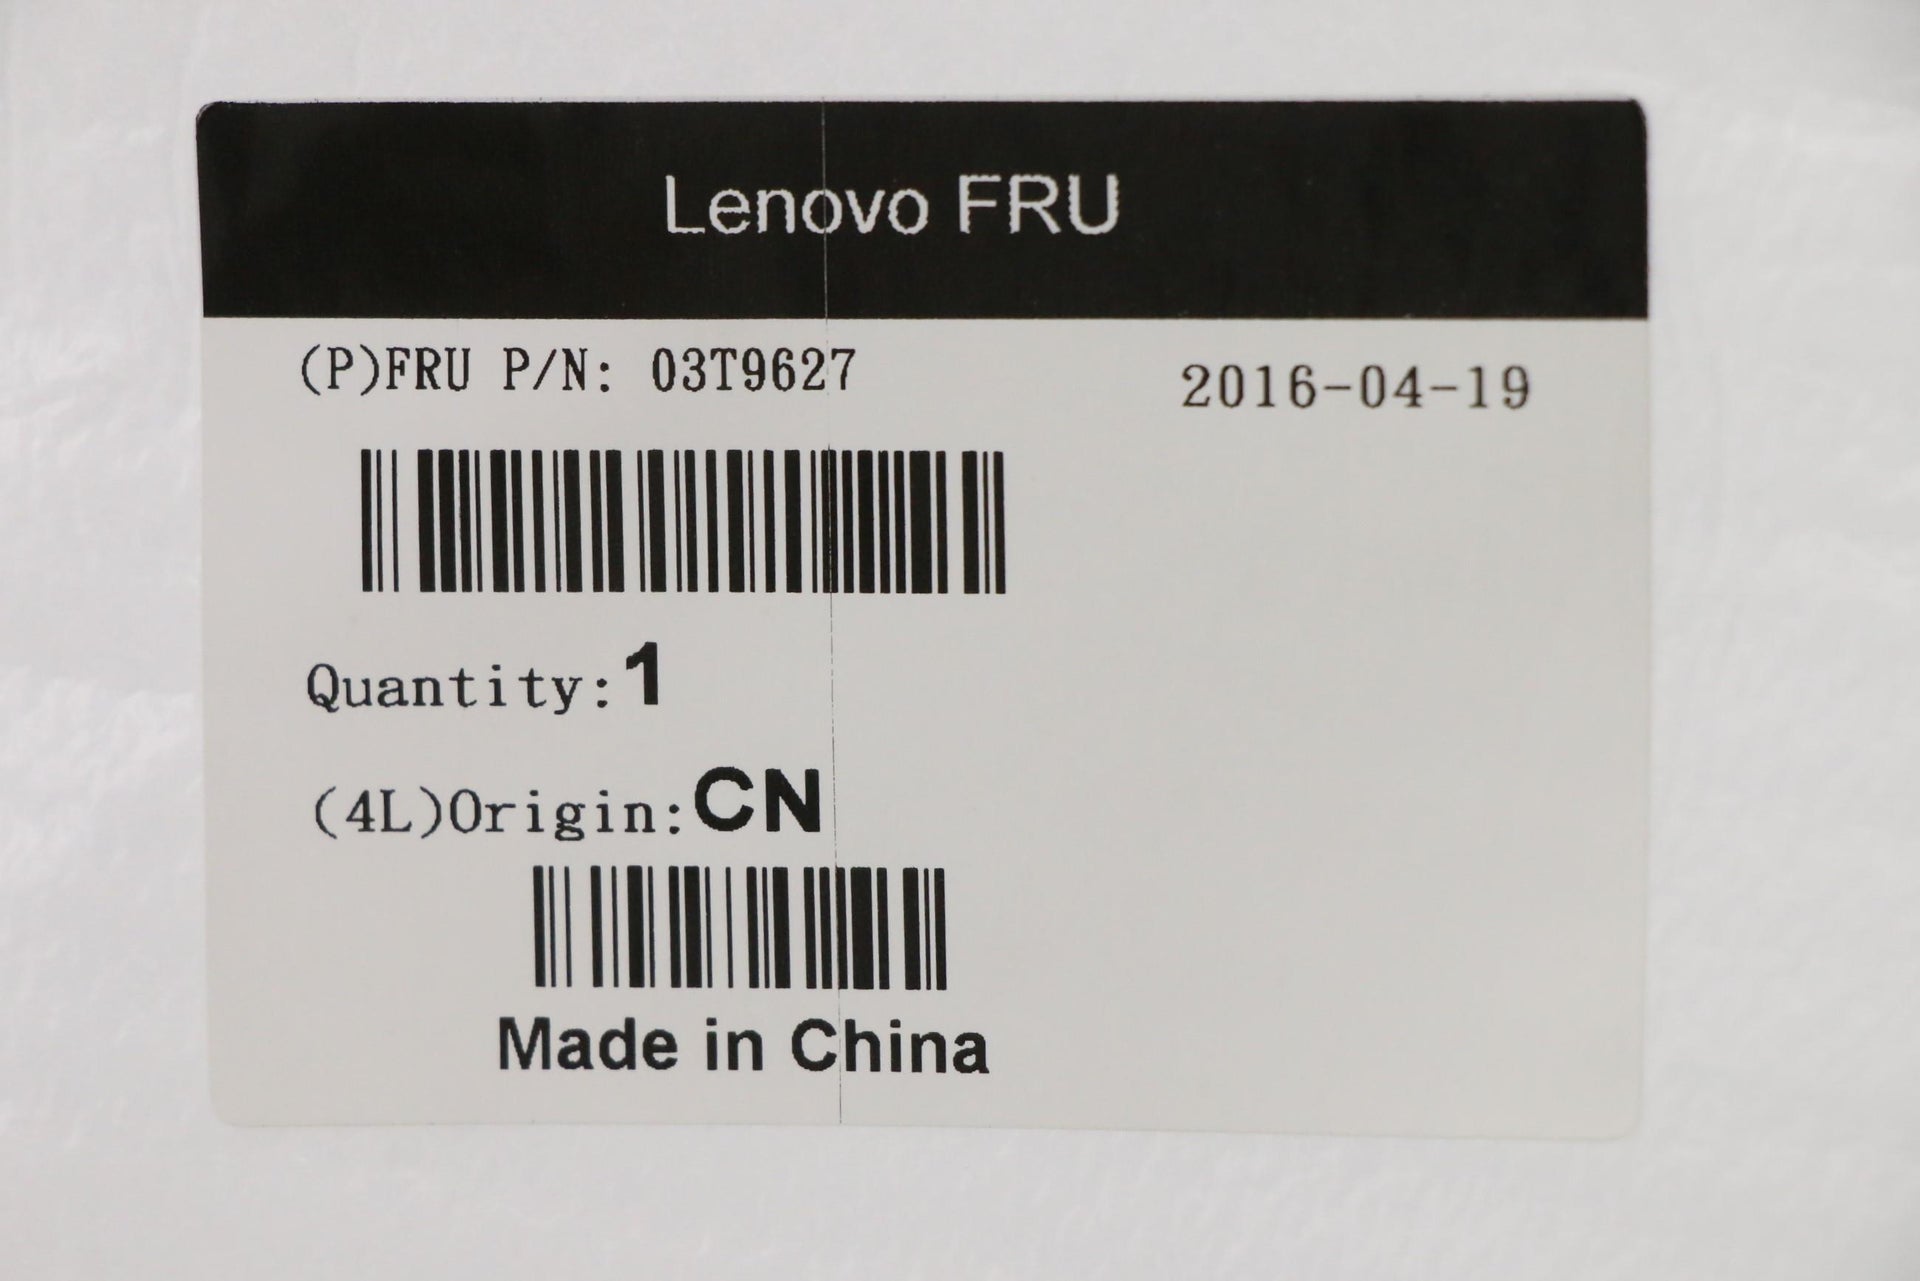 Lenovo FRU
(P)FRU P/N: 03T9627
2016-04-19
Quantity:1
(4L)Origin:CN
Made in China